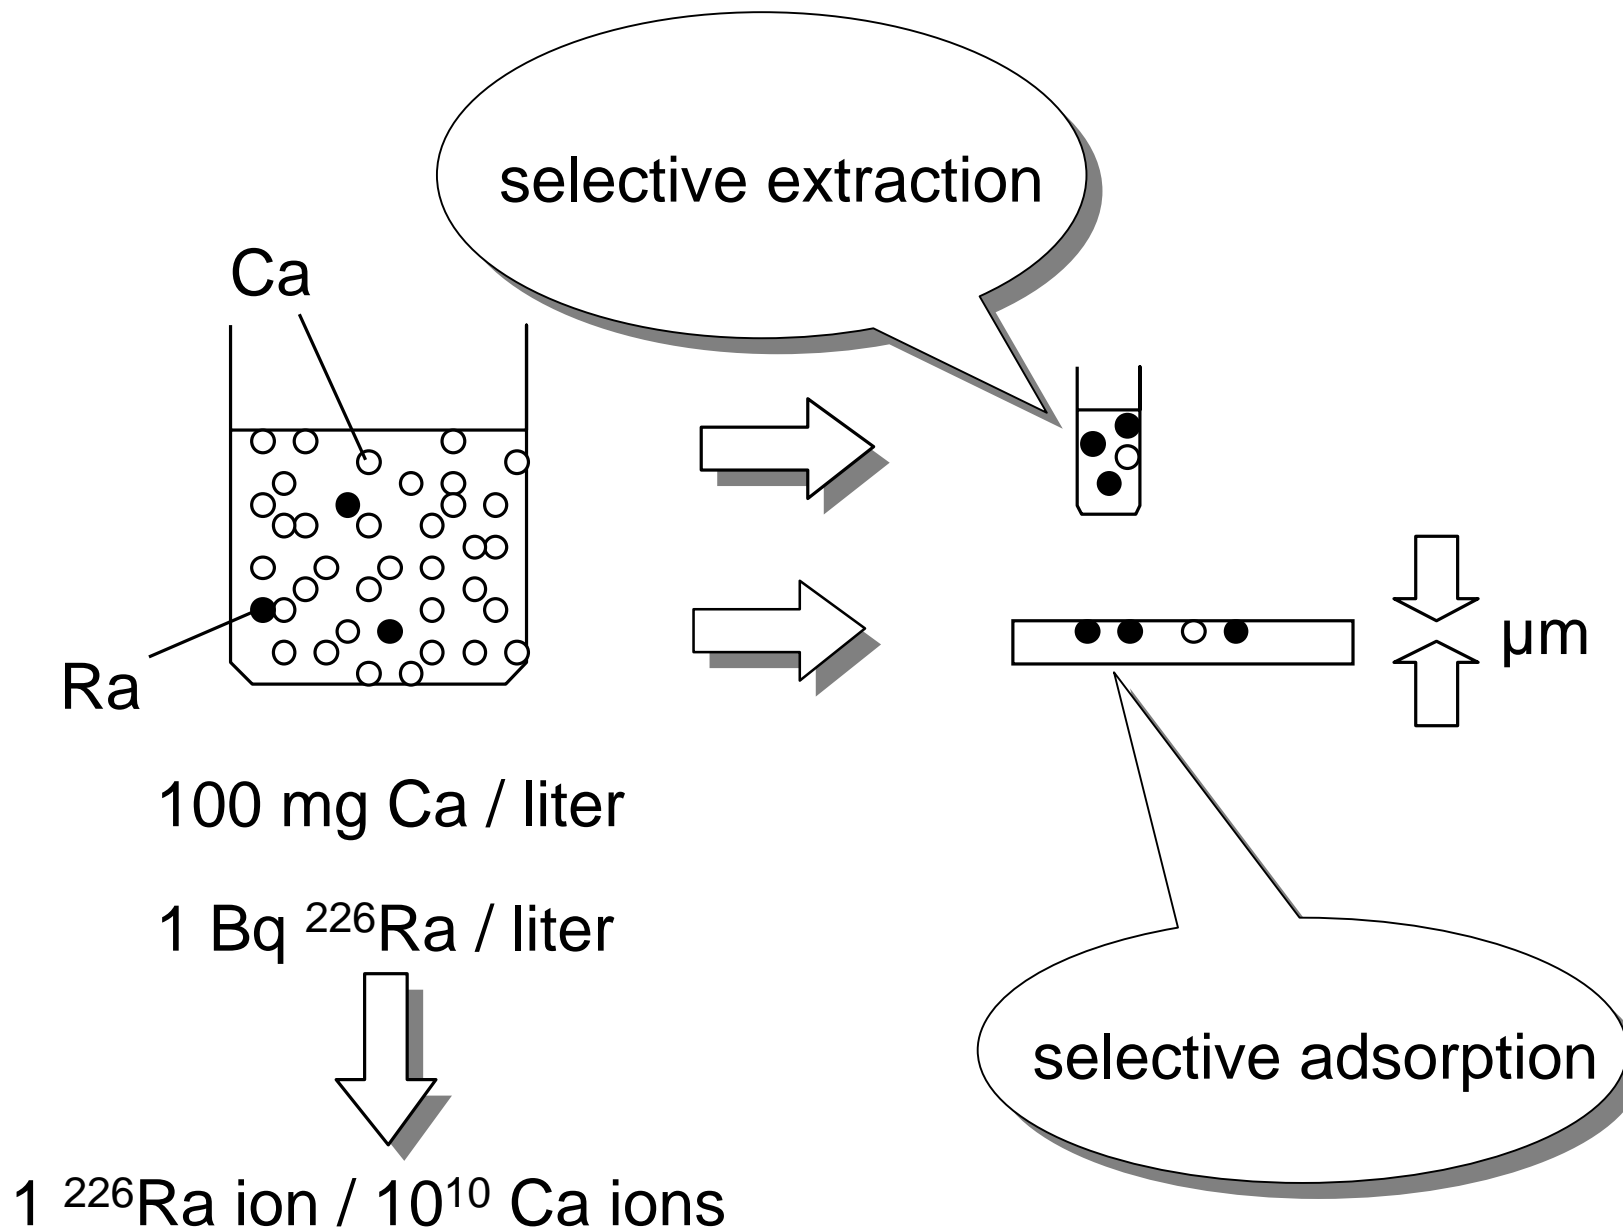 selective extraction
Ca
µm
Ra
100 mg Ca / liter
1 Bq ²²⁶Ra / liter
selective adsorption
1 ²²⁶Ra ion / 10¹⁰ Ca ions